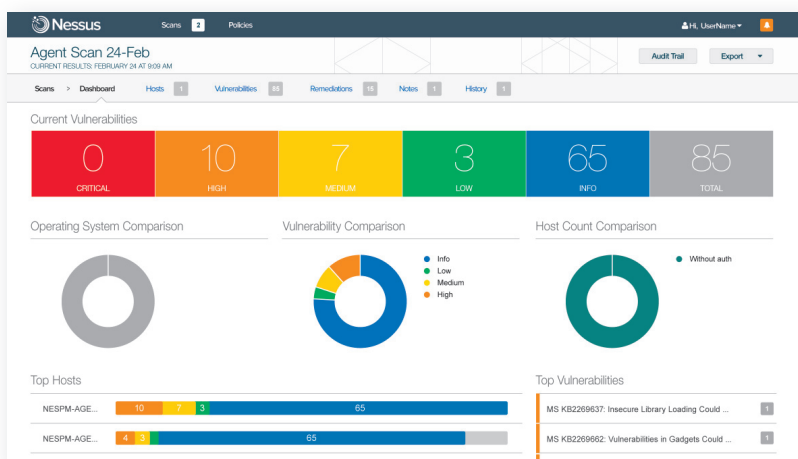 Nessus Scans 2 Policies Hi, UserName
Agent Scan 24-Feb
CURRENT RESULTS: FEBRUARY 24 AT 9:09 AM
Audit Trail Export
Scans > Dashboard Hosts 1 Vulnerabilities 85 Remediations 15 Notes 1 History 1
Current Vulnerabilities
0 10 7 3 65 85
CRITICAL HIGH MEDIUM LOW INFO TOTAL
Operating System Comparison Vulnerability Comparison Host Count Comparison
Info
Low
Medium
High
Without auth
Top Hosts Top Vulnerabilities
NESPM-AGE... 10 7 3 65
MS KB2269637: Insecure Library Loading Could ... 1
NESPM-AGE... 4 3 65
MS KB2269662: Vulnerabilities in Gadgets Could ... 1